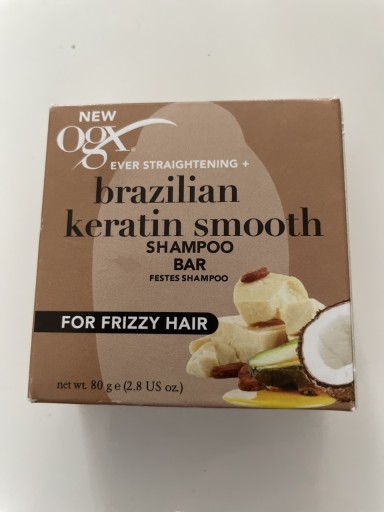 NEW
ogx
EVER STRAIGHTENING +
brazilian
keratin smooth
SHAMPOO
BAR
FESTES SHAMPOO
FOR FRIZZY HAIR
net wt. 80 g e (2.8 US oz.)